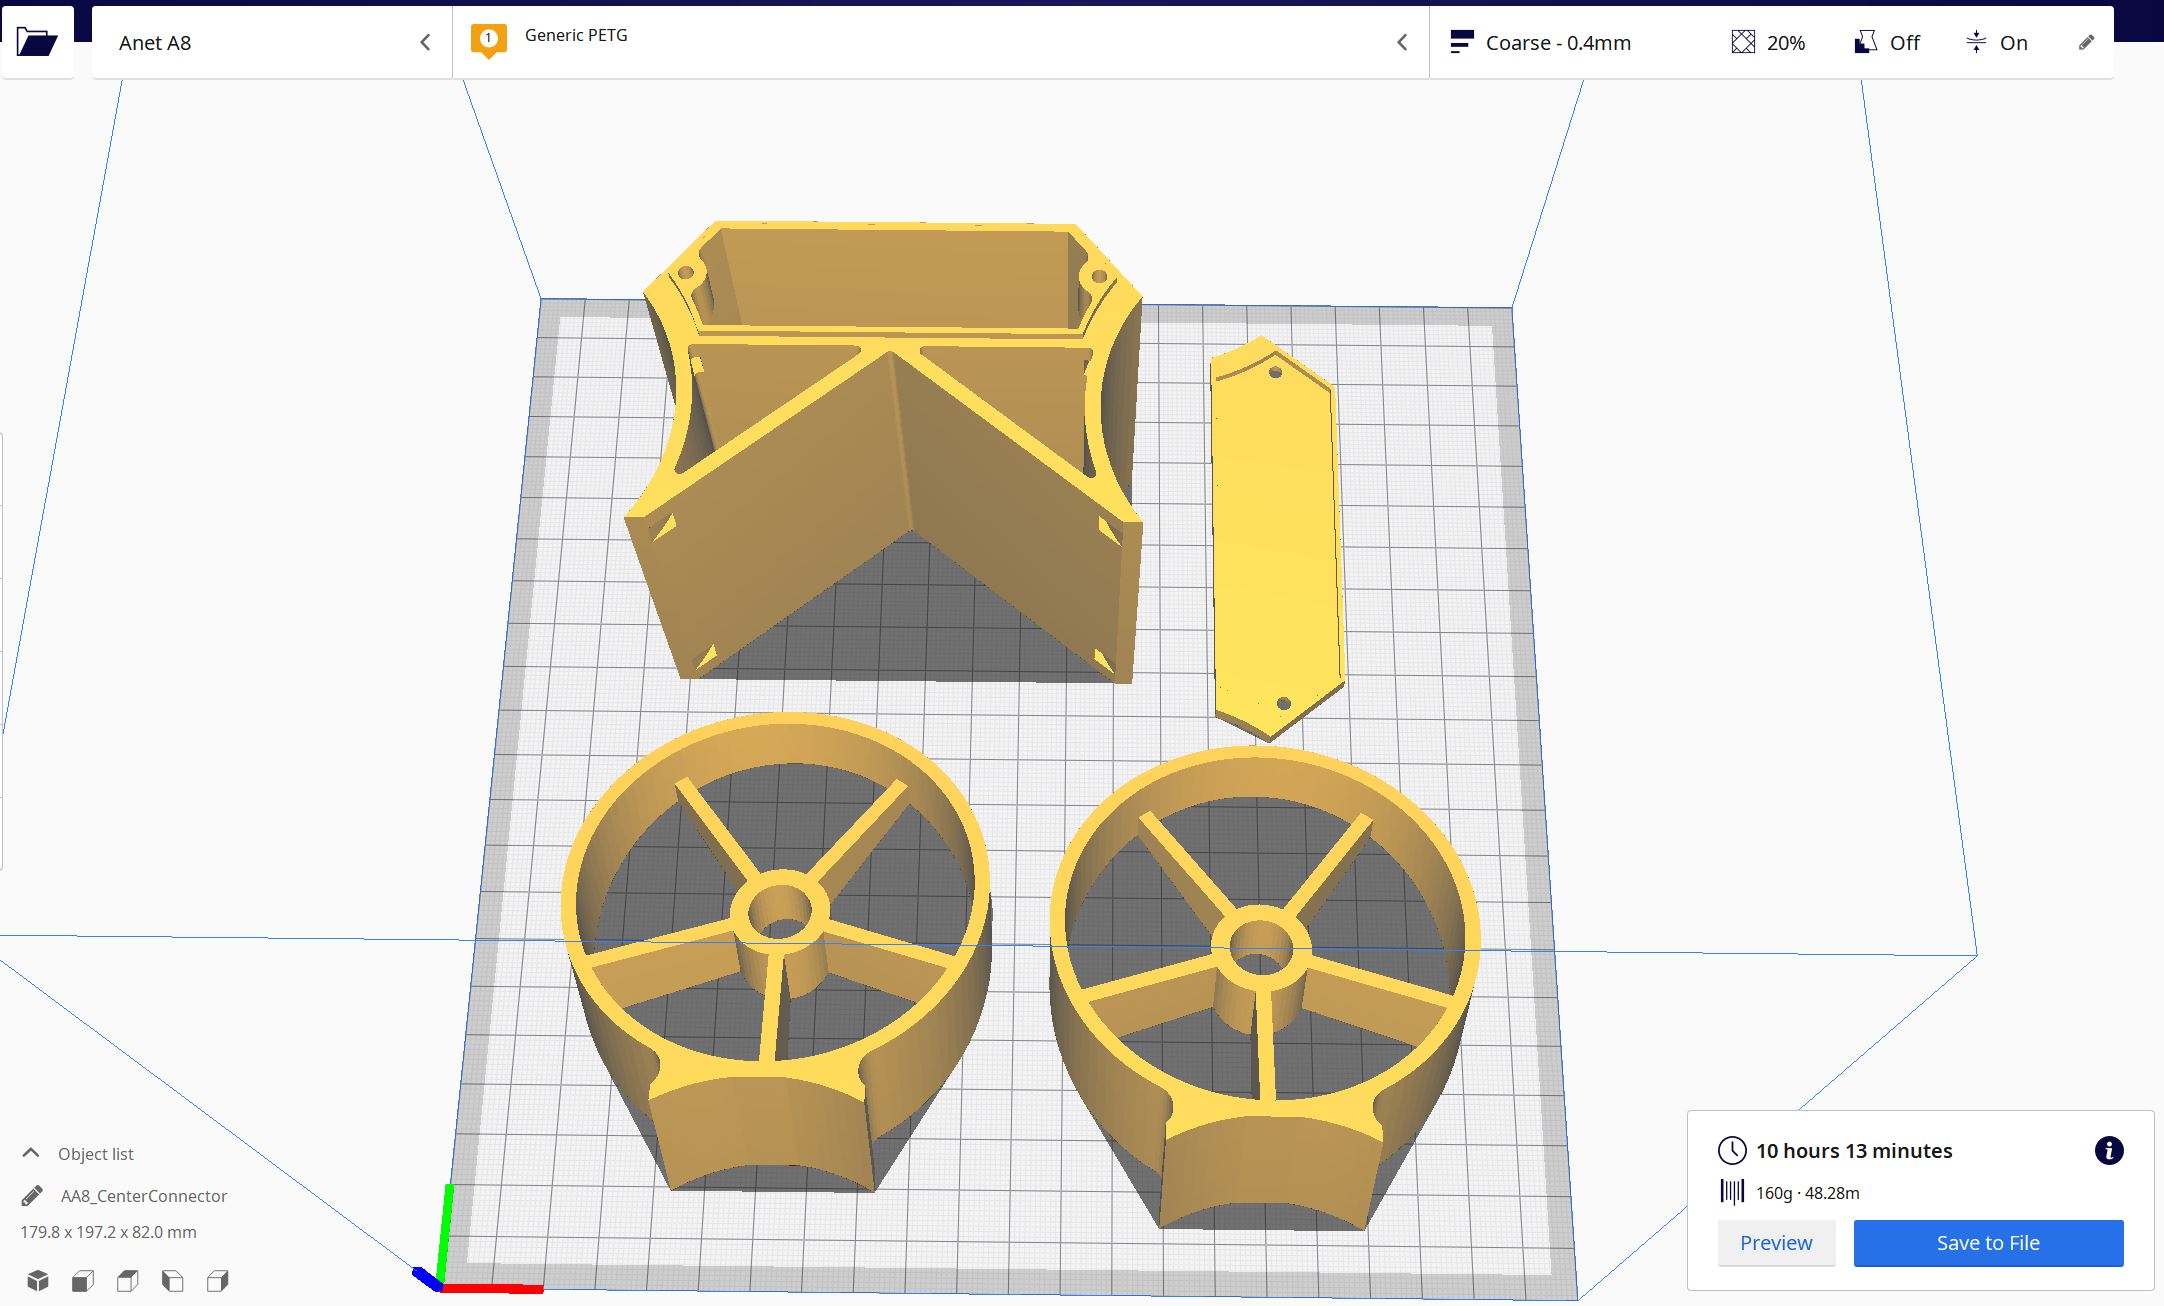 Anet A8
1
Generic PETG
Coarse - 0.4mm
20%
Off
On
Object list
AA8_CenterConnector
179.8 x 197.2 x 82.0 mm
10 hours 13 minutes
160g · 48.28m
Preview
Save to File